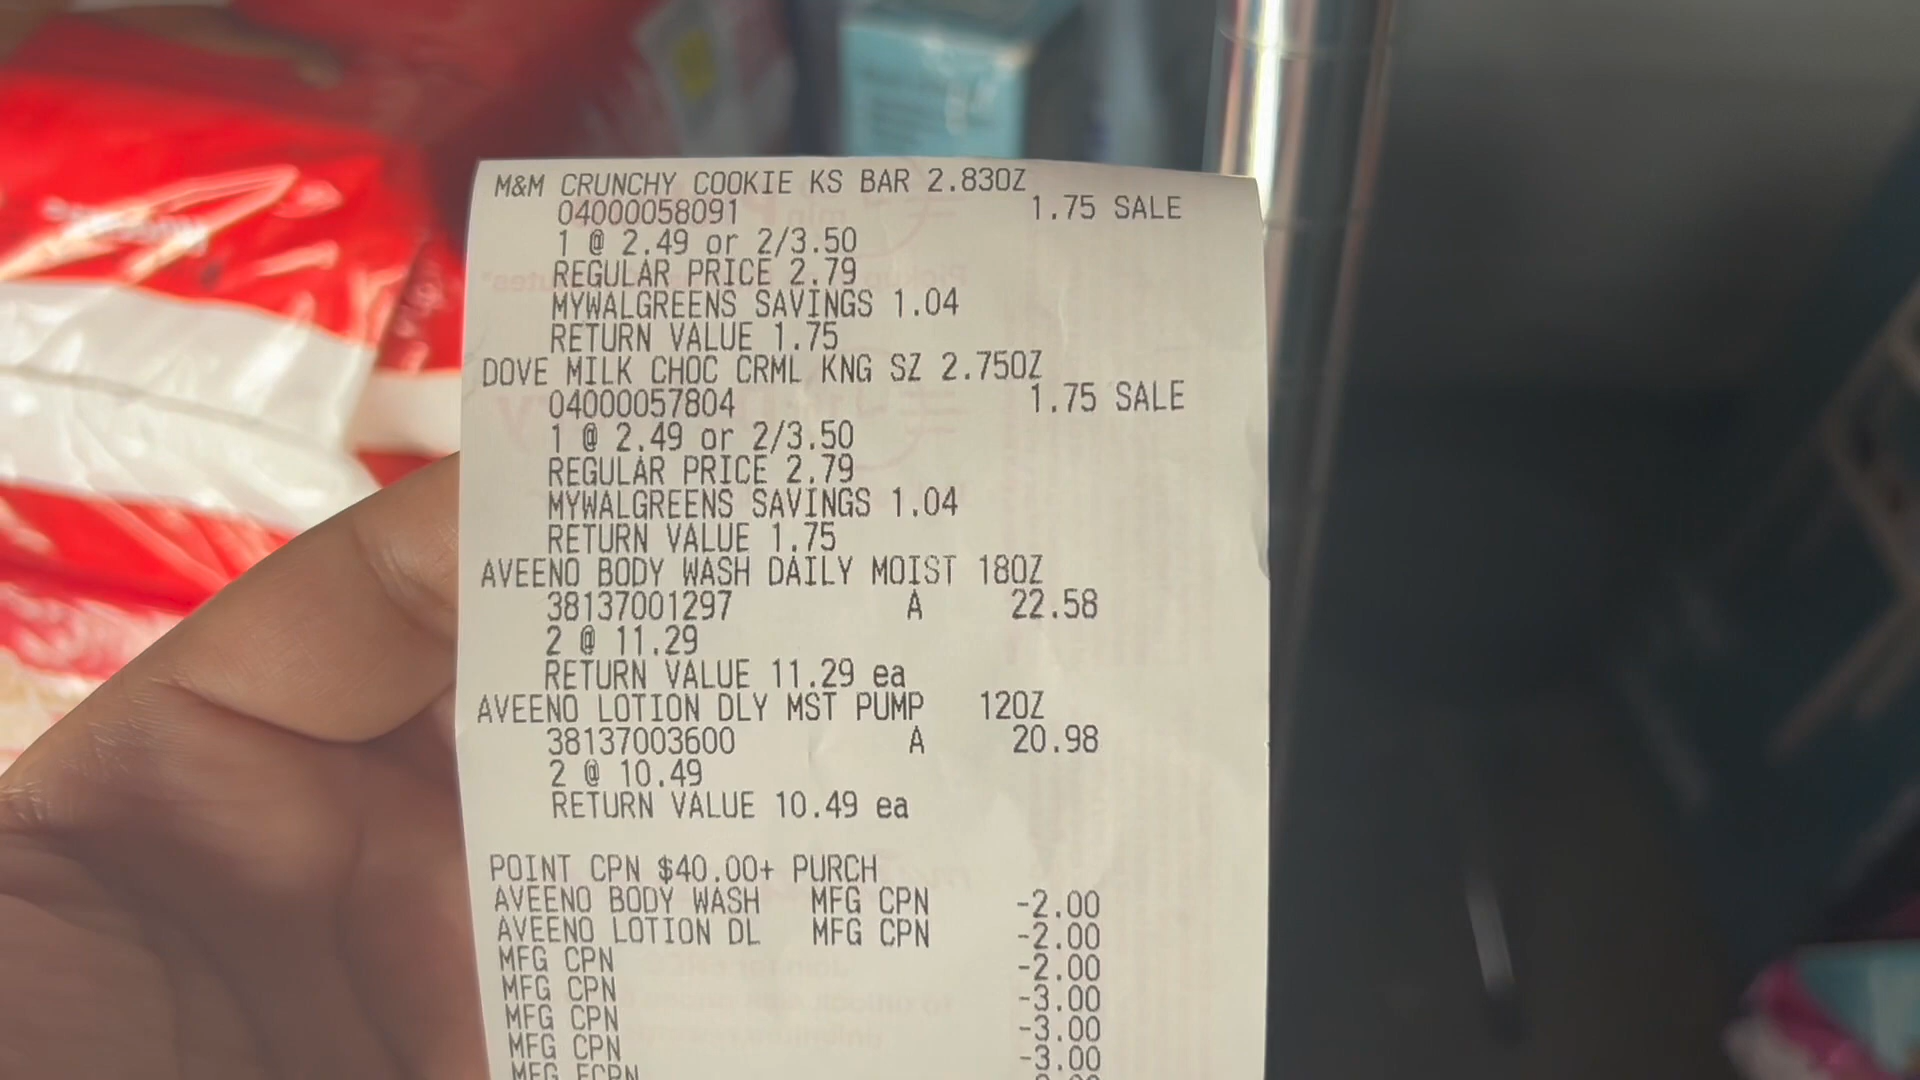 M&M CRUNCHY COOKIE KS BAR 2.83OZ
04000058091 1.75 SALE
1 @ 2.49 or 2/3.50
REGULAR PRICE 2.79
MYWALGREENS SAVINGS 1.04
RETURN VALUE 1.75
DOVE MILK CHOC CRML KNG SZ 2.75OZ
04000057804 1.75 SALE
1 @ 2.49 or 2/3.50
REGULAR PRICE 2.79
MYWALGREENS SAVINGS 1.04
RETURN VALUE 1.75
AVEENO BODY WASH DAILY MOIST 18OZ
38137001297 A 22.58
2 @ 11.29
RETURN VALUE 11.29 ea
AVEENO LOTION DLY MST PUMP 12OZ
38137003600 A 20.98
2 @ 10.49
RETURN VALUE 10.49 ea
POINT CPN $40.00+ PURCH
AVEENO BODY WASH MFG CPN -2.00
AVEENO LOTION DL MFG CPN -2.00
MFG CPN -2.00
MFG CPN -3.00
MFG CPN -3.00
MFG CPN -3.00
MFG ECPN